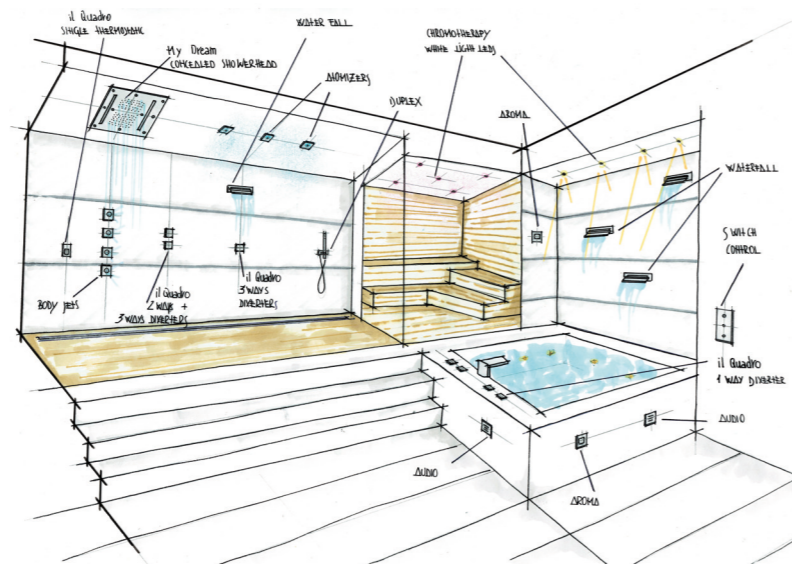 il Quadro
SINGLE THERMOSTATIC
My Dream
CONCEALED SHOWERHEAD
WATER FALL
ATOMIZERS
DUPLEX
CHROMOTHERAPY
WHITE LIGHT LEDS
AROMA
WATERFALL
SWITCH
CONTROL
BODY JETS
il Quadro
2 WAYS +
3 WAYS DIVERTERS
il Quadro
3 WAYS
DIVERTERS
il Quadro
1 WAY DIVERTER
AUDIO
AUDIO
AROMA